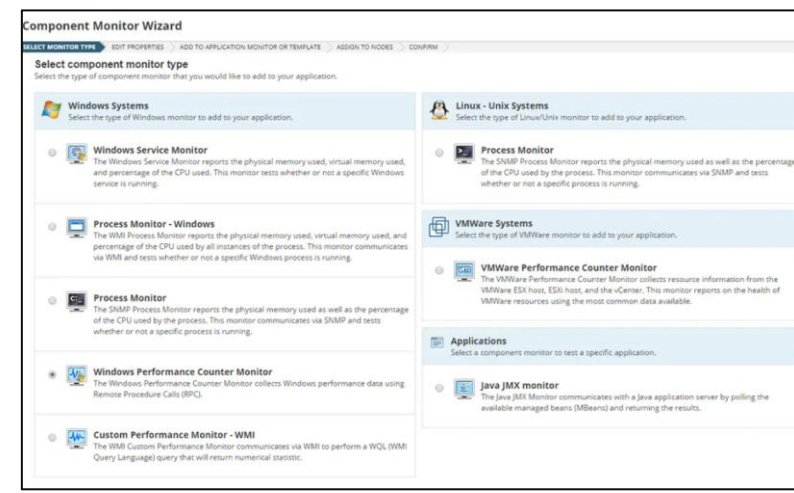 Component Monitor Wizard
SELECT MONITOR TYPE EDIT PROPERTIES ADD TO APPLICATION MONITOR OR TEMPLATE ASSIGN TO NODES CONFIRM
Select component monitor type
Select the type of component monitor that you would like to add to your application.
Windows Systems
Select the type of Windows monitor to add to your application.
Windows Service Monitor
The Windows Service Monitor reports the physical memory used, virtual memory used,
and percentage of the CPU used. This monitor tests whether or not a specific Windows
service is running.
Process Monitor - Windows
The WMI Process Monitor reports the physical memory used, virtual memory used, and
percentage of the CPU used by all instances of the process. This monitor communicates
via WMI and tests whether or not a specific Windows process is running.
Process Monitor
The SNMP Process Monitor reports the physical memory used as well as the percentage
of the CPU used by the process. This monitor communicates via SNMP and tests
whether or not a specific process is running.
Windows Performance Counter Monitor
The Windows Performance Counter Monitor collects Windows performance data using
Remote Procedure Calls (RPC).
Custom Performance Monitor - WMI
The WMI Custom Performance Monitor communicates via WMI to perform a WQL (WMI
Query Language) query that will return numerical statistic.
Linux - Unix Systems
Select the type of Linux/Unix monitor to add to your application.
Process Monitor
The SNMP Process Monitor reports the physical memory used as well as the percentage
of the CPU used by the process. This monitor communicates via SNMP and tests
whether or not a specific process is running.
VMWare Systems
Select the type of VMWare monitor to add to your application.
VMWare Performance Counter Monitor
The VMWare Performance Counter Monitor collects resource information from the
VMWare ESX host, ESXi host, and the vCenter. This monitor reports on the health of
VMWare resources using the most common data available.
Applications
Select a component monitor to test a specific application.
Java JMX monitor
The Java JMX Monitor communicates with a Java application server by polling the
available managed beans (MBeans) and returning the results.